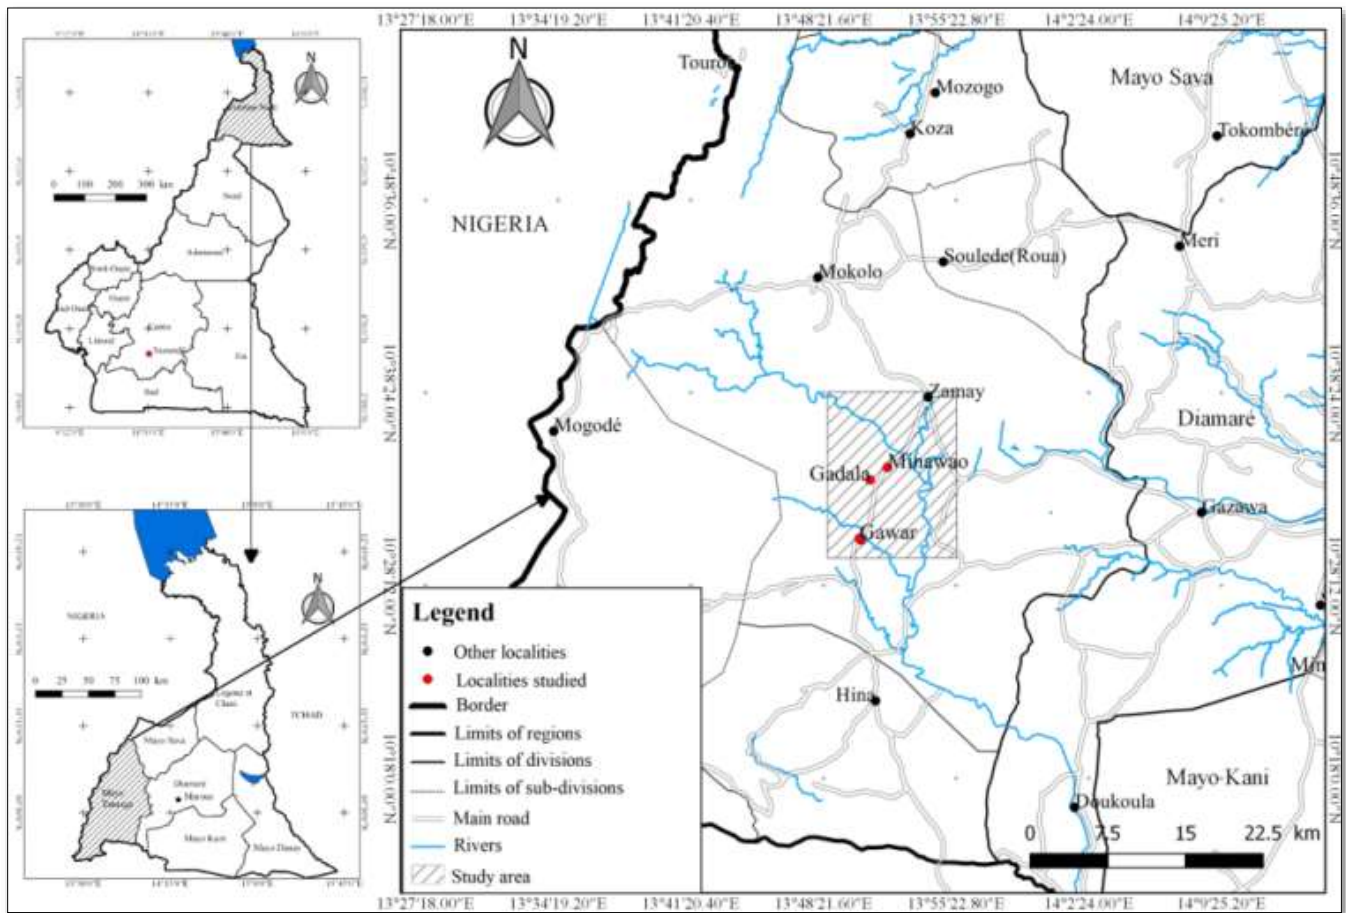 13°27'18.00"E 13°34'19.20"E 13°41'20.40"E 13°48'21.60"E 13°55'22.80"E 14°2'24.00"E 14°9'25.20"E
N
N
0 100 200 300 km
Nord
Adamaoua
Ouest
Centre
Littoral
Yaoundé
Est
Sud
Tourou
Mozogo
Mayo Sava
Koza
Tokombéré
10°48'36.00"N
10°48'36.00"N
NIGERIA
Meri
Soulede(Roua)
Mokolo
10°38'24.00"N
10°38'24.00"N
Zamay
Mogodé
Diamaré
Minawao
Gadala
Gazawa
Gawar
10°28'12.00"N
10°28'12.00"N
Min
Hina
10°18'0.00"N
10°18'0.00"N
Mayo Kani
Doukoula
0 7.5 15 22.5 km
N
NIGERIA
0 25 50 75 100 km
Logone et
Chari
TCHAD
Mayo Sava
Diamaré
Maroua
Mayo
Tsanaga
Mayo Kani
Mayo Danay
Legend
Other localities
Localities studied
Border
Limits of regions
Limits of divisions
Limits of sub-divisions
Main road
Rivers
Study area
13°27'18.00"E 13°34'19.20"E 13°41'20.40"E 13°48'21.60"E 13°55'22.80"E 14°2'24.00"E 14°9'25.20"E